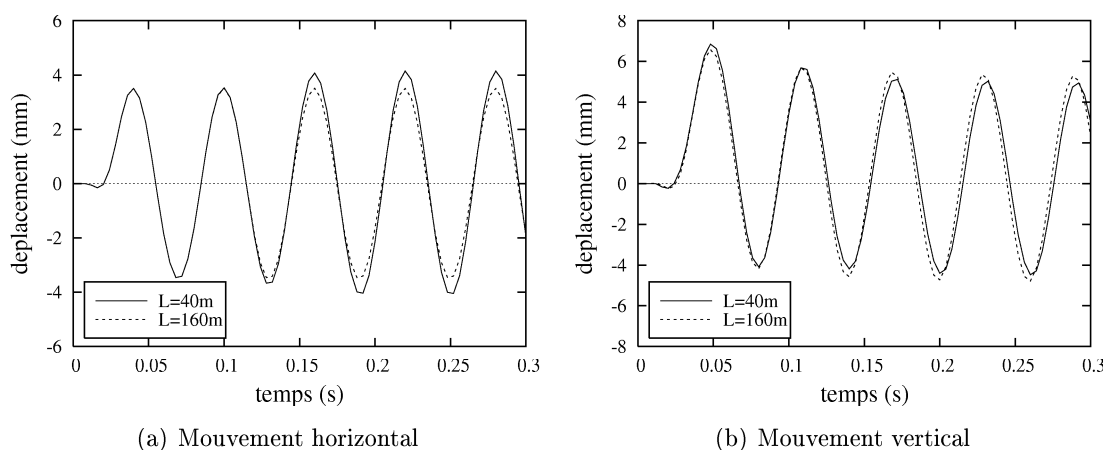 6
4
2
0
-2
-4
-6
deplacement (mm)
L=40m
L=160m
0 0.05 0.1 0.15 0.2 0.25 0.3
temps (s)
(a) Mouvement horizontal
8
6
4
2
0
-2
-4
-6
-8
deplacement (mm)
L=40m
L=160m
0 0.05 0.1 0.15 0.2 0.25 0.3
temps (s)
(b) Mouvement vertical